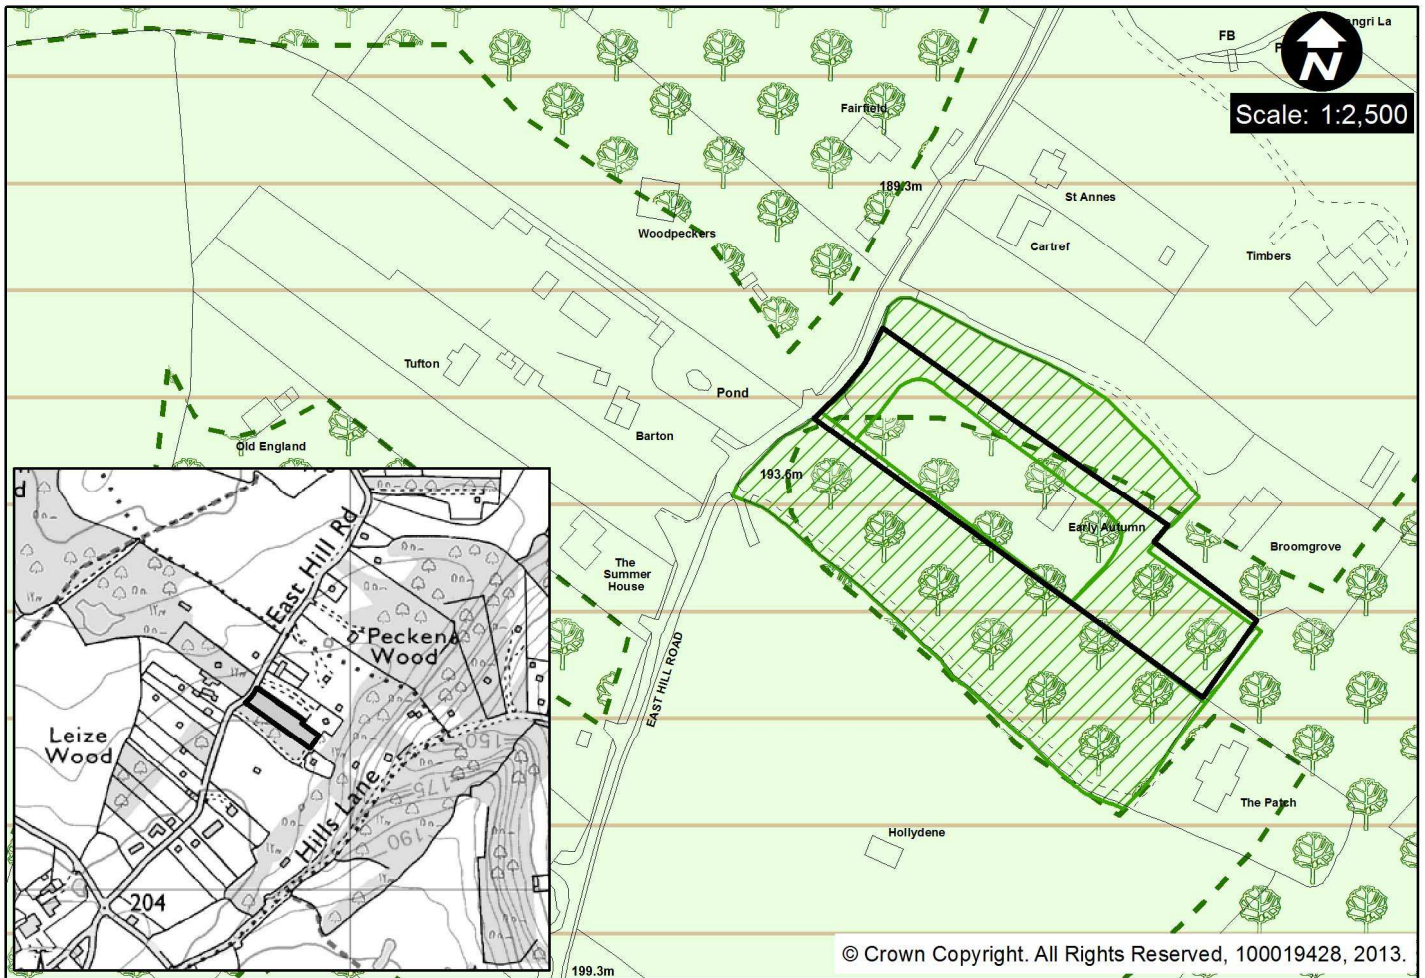 FB
N
Scale: 1:2,500
Fairfield
189.3m
St Annes
Woodpeckers
Cartref
Timbers
Tufton
Pond
Barton
Old England
193.6m
Early Autumn
Broomgrove
The
Summer
House
EAST HILL ROAD
The Patch
Hollydene
199.3m
East Hill Rd
Peckens
Wood
Leize
Wood
Hills Lane
150
175
190
204
© Crown Copyright. All Rights Reserved, 100019428, 2013.